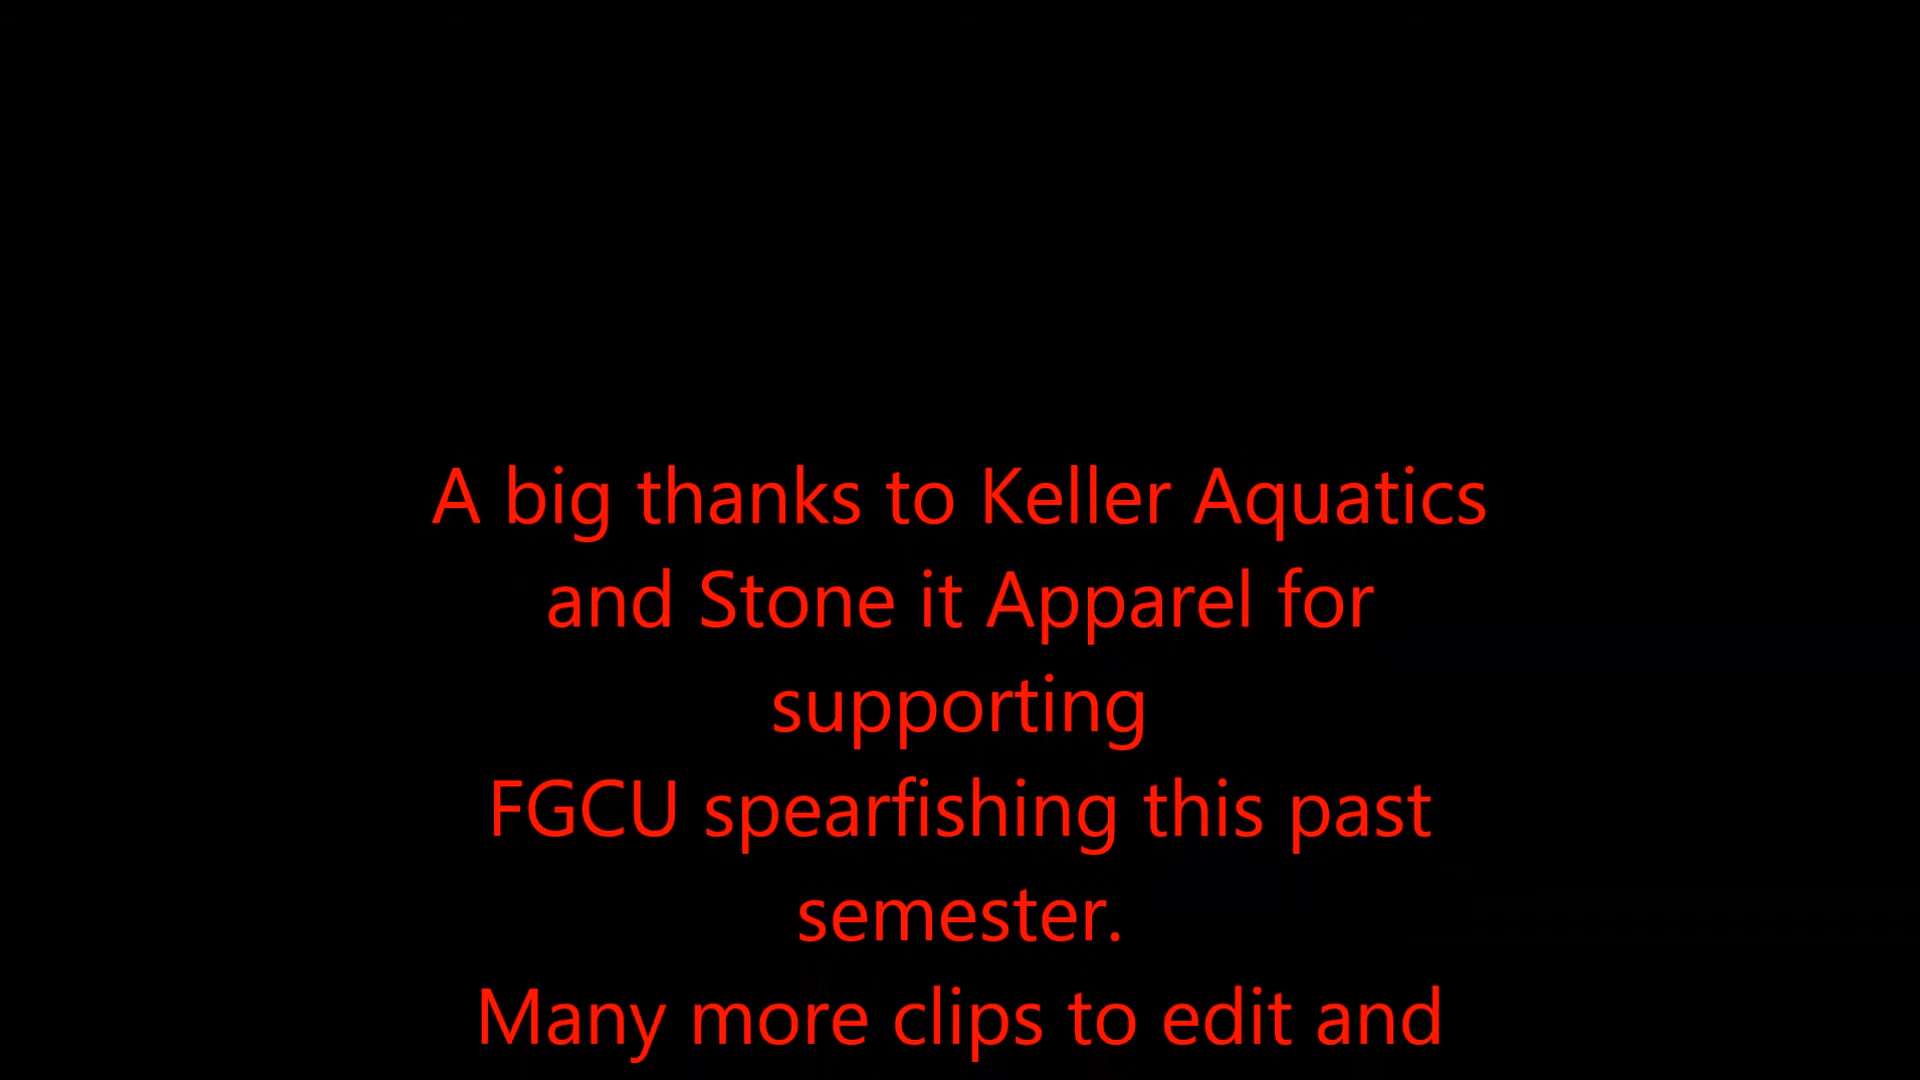 A big thanks to Keller Aquatics
and Stone it Apparel for
supporting
FGCU spearfishing this past
semester.
Many more clips to edit and